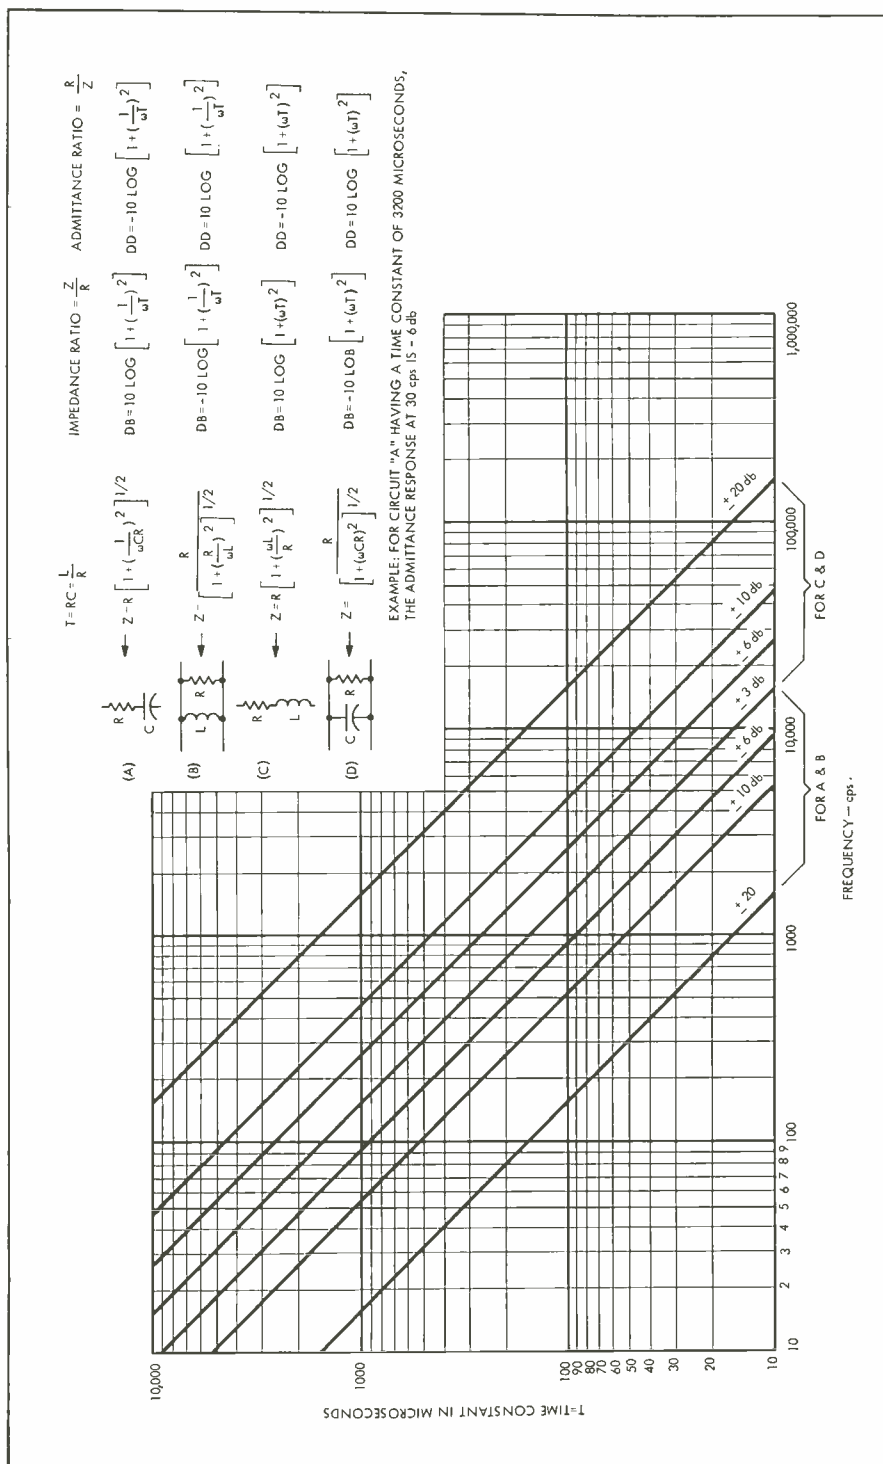 T=RC=L/R
IMPEDANCE RATIO = Z/R
ADMITTANCE RATIO = R/Z
(A) R C ← Z-R [1+(1/ωCR)^2]^1/2 DB=10 LOG [1+(1/ωT)^2] DD=-10 LOG [1+(1/ωT)^2]
(B) L R ← Z- R/[1+(R/ωL)^2]^1/2 DB=-10 LOG [1+(1/ωT)^2] DD=10 LOG [1+(1/ωT)^2]
(C) R L ← Z=R [1+(ωL/R)^2]^1/2 DB=10 LOG [1+(ωT)^2] DD=-10 LOG [1+(ωT)^2]
(D) C R ← Z= R/[1+(ωCR)^2]^1/2 DB=-10 LOB [1+(ωT)^2] DD=10 LOG [1+(ωT)^2]
EXAMPLE: FOR CIRCUIT "A" HAVING A TIME CONSTANT OF 3200 MICROSECONDS,
THE ADMITTANCE RESPONSE AT 30 cps IS - 6 db
T=TIME CONSTANT IN MICROSECONDS
10,000
1000
100
90
80
70
60
50
40
30
20
10
10
2
3
4
5
6
7
8
9
100
1000
10,000
100,000
1,000,000
± 20
± 10 db
± 6 db
± 3 db
± 6 db
± 10 db
± 20 db
FOR A & B
FOR C & D
FREQUENCY — cps.